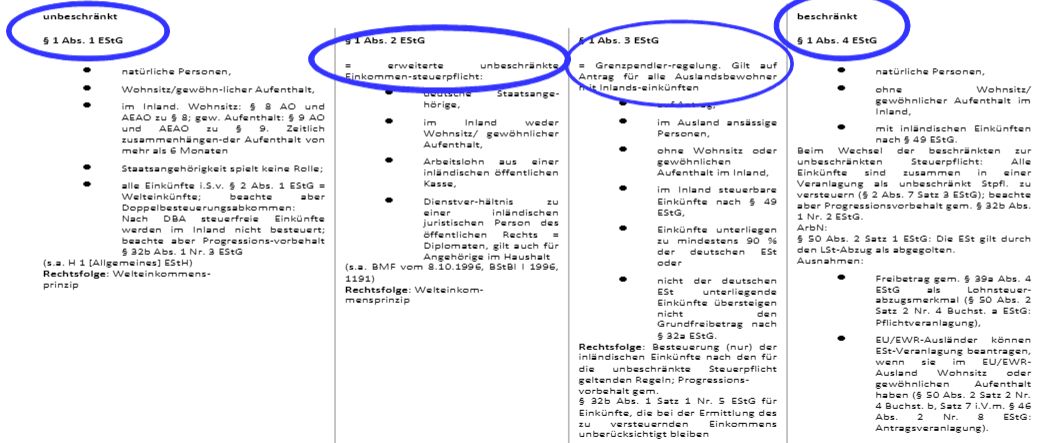 unbeschränkt
§ 1 Abs. 1 EStG
natürliche Personen,
Wohnsitz/gewöhn-licher Aufenthalt,
im Inland. Wohnsitz: § 8 AO und
AEAO zu § 8; gew. Aufenthalt: § 9 AO
und AEAO zu § 9. Zeitlich
zusammenhängen-der Aufenthalt von
mehr als 6 Monaten
Staatsangehörigkeit spielt keine Rolle;
alle Einkünfte i.S.v. § 2 Abs. 1 EStG =
Welteinkünfte; beachte aber
Doppelbesteuerungsabkommen:
Nach DBA steuerfreie Einkünfte
werden im Inland nicht besteuert;
beachte aber Progressions-vorbehalt
§ 32b Abs. 1 Nr. 3 EStG
(s.a. H 1 [Allgemeines] EStH)
Rechtsfolge: Welteinkommens-
prinzip
§ 1 Abs. 2 EStG
= erweiterte unbeschränkte
Einkommen-steuerpflicht:
deutsche Staatsange-
hörige,
im Inland weder
Wohnsitz/ gewöhnlicher
Aufenthalt,
Arbeitslohn aus einer
inländischen öffentlichen
Kasse,
Dienstver-hältnis zu
einer inländischen
juristischen Person des
öffentlichen Rechts =
Diplomaten, gilt auch für
Angehörige im Haushalt
(s.a. BMF vom 8.10.1996, BStBl I 1996,
1191)
Rechtsfolge: Welteinkom-
mensprinzip
§ 1 Abs. 3 EStG
= Grenzpendler-regelung. Gilt auf
Antrag für alle Auslandsbewohner
mit Inlands-einkünften
auf Antrag,
im Ausland ansässige
Personen,
ohne Wohnsitz oder
gewöhnlichen
Aufenthalt im Inland,
im Inland steuerbare
Einkünfte nach § 49
EStG,
Einkünfte unterliegen
zu mindestens 90 %
der deutschen ESt
oder
nicht der deutschen
ESt unterliegende
Einkünfte übersteigen
nicht den
Grundfreibetrag nach
§ 32a EStG.
Rechtsfolge: Besteuerung (nur) der
inländischen Einkünfte nach den für
die unbeschränkte Steuerpflicht
geltenden Regeln; Progressions-
vorbehalt gem.
§ 32b Abs. 1 Satz 1 Nr. 5 EStG für
Einkünfte, die bei der Ermittlung des
zu versteuernden Einkommens
unberücksichtigt bleiben
beschränkt
§ 1 Abs. 4 EStG
natürliche Personen,
ohne Wohnsitz/
gewöhnlicher Aufenthalt im
Inland,
mit inländischen Einkünften
nach § 49 EStG.
Beim Wechsel der beschränkten zur
unbeschränkten Steuerpflicht: Alle
Einkünfte sind zusammen in einer
Veranlagung als unbeschränkt Stpfl. zu
versteuern (§ 2 Abs. 7 Satz 3 EStG); beachte
aber Progressionsvorbehalt gem. § 32b Abs.
1 Nr. 2 EStG.
ArbN:
§ 50 Abs. 2 Satz 1 EStG: Die ESt gilt durch
den LSt-Abzug als abgegolten.
Ausnahmen:
Freibetrag gem. § 39a Abs. 4
EStG als Lohnsteuer-
abzugsmerkmal (§ 50 Abs. 2
Satz 2 Nr. 4 Buchst. a EStG:
Pflichtveranlagung),
EU/EWR-Ausländer können
ESt-Veranlagung beantragen,
wenn sie im EU/EWR-
Ausland Wohnsitz oder
gewöhnlichen Aufenthalt
haben (§ 50 Abs. 2 Satz 2 Nr.
4 Buchst. b, Satz 7 i.V.m. § 46
Abs. 2 Nr. 8 EStG:
Antragsveranlagung).